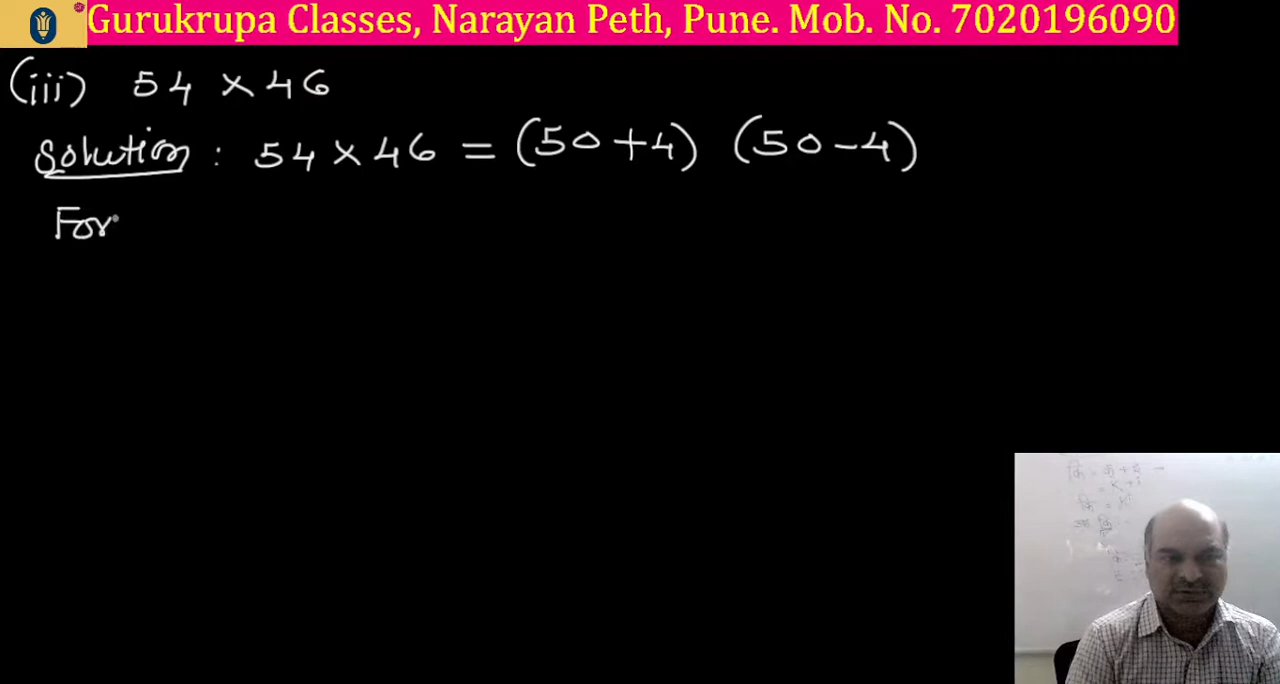 Gurukrupa Classes, Narayan Peth, Pune. Mob. No. 7020196090
(iii) 54 × 46
Solution : 54 × 46 = (50+4) (50-4)
For